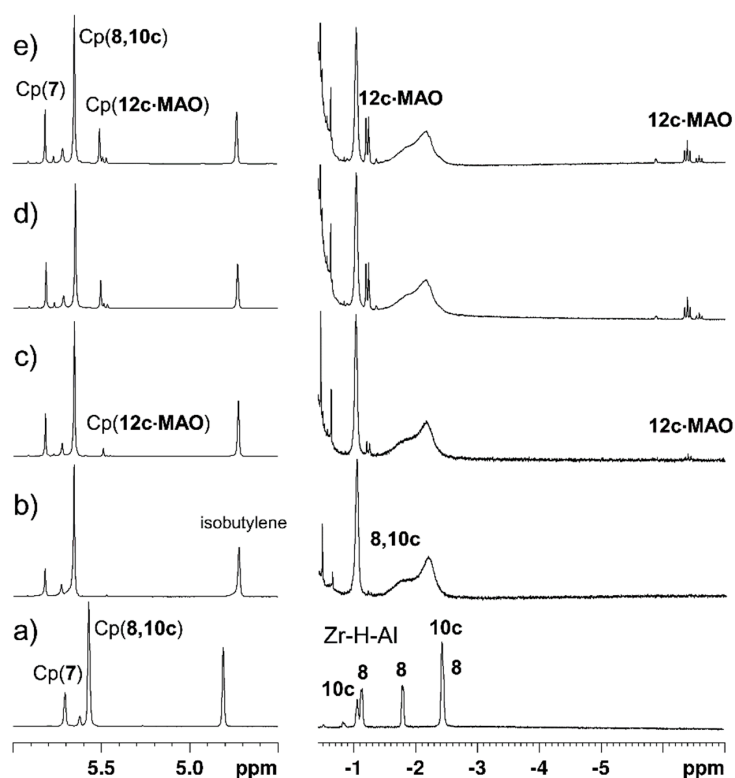 e)
Cp(8,10c)
Cp(7)
Cp(12c·MAO)
12c·MAO
12c·MAO
d)
c)
Cp(12c·MAO)
12c·MAO
b)
isobutylene
8,10c
a)
Cp(8,10c)
Cp(7)
Zr-H-Al
10c
10c 8 8 8
5.5 5.0 ppm -1 -2 -3 -4 -5 ppm